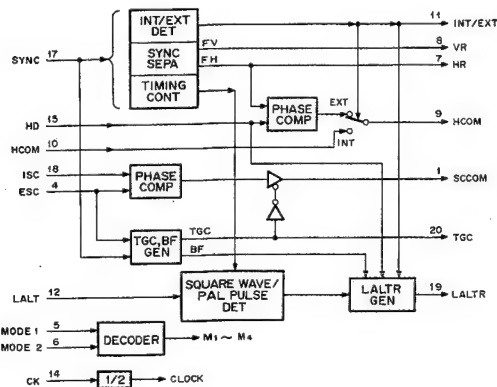 INT/EXT
DET
11 INT/EXT
FV
8 VR
SYNC 17
SYNC
SEPA
FH
7 HR
TIMING
CONT
EXT
HD 15
PHASE
COMP
9 HCOM
HCOM 10
INT
ISC 18
PHASE
COMP
1 SCCOM
ESC 4
TGC
20 TGC
TGC, BF
GEN
BF
LALT 12
SQUARE WAVE/
PAL PULSE
DET
LALTR
GEN
19 LALTR
MODE 1 5
DECODER
M1 ~ M4
MODE 2 6
CK 14
1/2
CLOCK